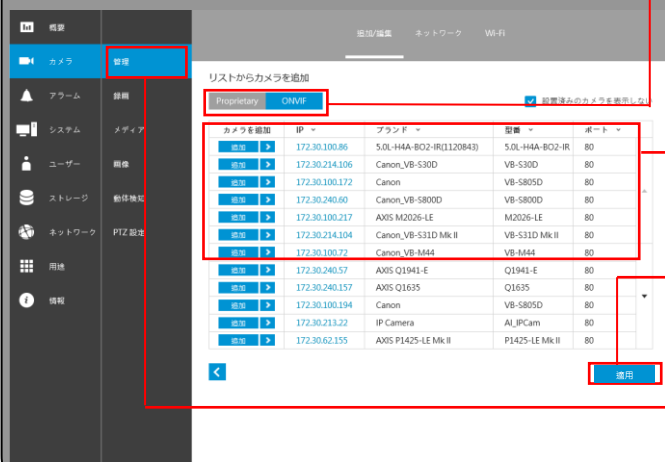 概要
カメラ
アラーム
システム
ユーザー
ストレージ
ネットワーク
用途
情報
管理
録画
メディア
画像
動体検知
PTZ 設定
追加/編集 ネットワーク Wi-Fi
リストからカメラを追加
Proprietary ONVIF 設置済みのカメラを表示しない
カメラを追加 IP ブランド 型番 ポート
追加 172.30.100.86 5.0L-H4A-BO2-IR(1120843) 5.0L-H4A-BO2-IR 80
追加 172.30.214.106 Canon_VB-S30D VB-S30D 80
追加 172.30.100.172 Canon VB-S805D 80
追加 172.30.240.60 Canon_VB-S800D VB-S800D 80
追加 172.30.100.217 AXIS M2026-LE M2026-LE 80
追加 172.30.214.104 Canon_VB-S31D Mk II VB-S31D Mk II 80
追加 172.30.100.72 Canon_VB-M44 VB-M44 80
追加 172.30.240.57 AXIS Q1941-E Q1941-E 80
追加 172.30.240.157 AXIS Q1635 Q1635 80
追加 172.30.100.194 Canon VB-S805D 80
追加 172.30.213.22 IP Camera AI_IPCam 80
追加 172.30.62.155 AXIS P1425-LE Mk II P1425-LE Mk II 80
適用